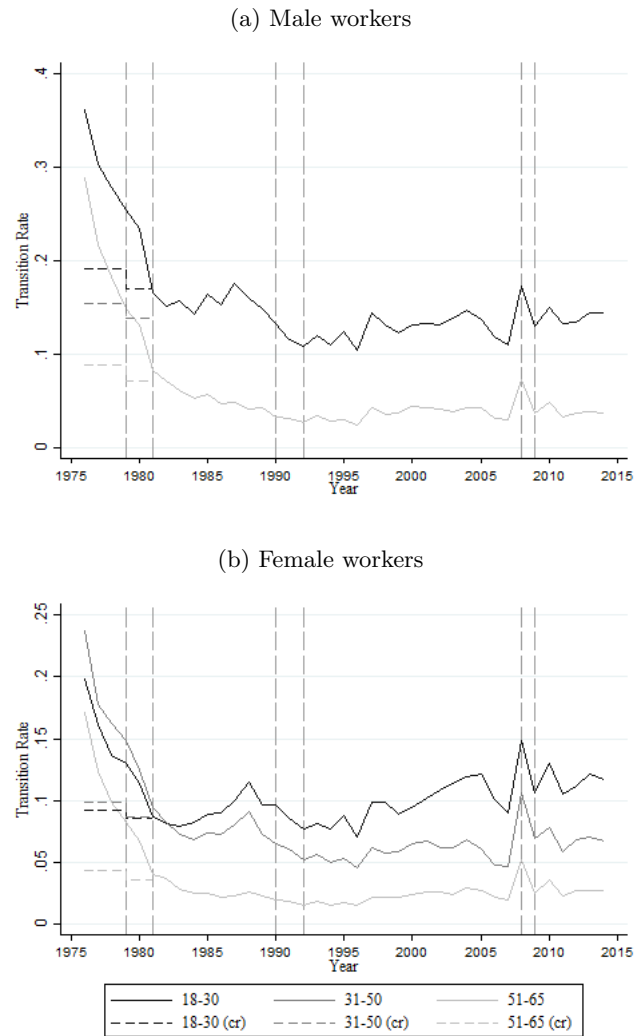 (a) Male workers
.4
.3
.2
.1
0
Transition Rate
1975 1980 1985 1990 1995 2000 2005 2010 2015
Year
(b) Female workers
.25
.2
.15
.1
.05
0
Transition Rate
1975 1980 1985 1990 1995 2000 2005 2010 2015
Year
18-30 31-50 51-65
18-30 (cr) 31-50 (cr) 51-65 (cr)